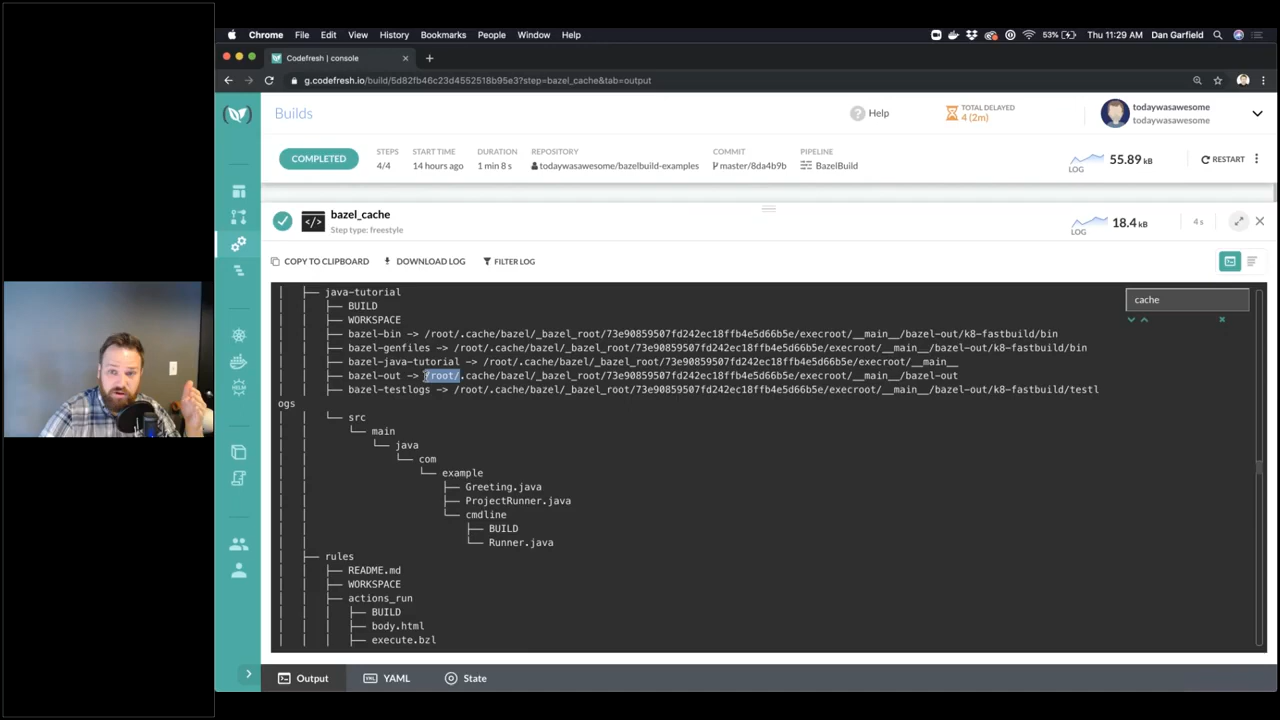 Chrome File Edit View History Bookmarks People Window Help 53% Thu 11:29 AM Dan Garfield
Codefresh | console
g.codefresh.io/build/5d82fb46c23d4552518b95e3?step=bazel_cache&tab=output
Builds
Help
TOTAL DELAYED
4 (2m)
todaywasawesome
todaywasawesome
COMPLETED
STEPS
4/4
START TIME
14 hours ago
DURATION
1 min 8 s
REPOSITORY
todaywasawesome/bazelbuild-examples
COMMIT
master/8da4b9b
PIPELINE
BazelBuild
LOG
55.89 kB
RESTART
bazel_cache
Step type: freestyle
LOG
18.4 kB
4s
COPY TO CLIPBOARD DOWNLOAD LOG FILTER LOG
cache
│ ├── java-tutorial
│ │ ├── BUILD
│ │ ├── WORKSPACE
│ │ ├── bazel-bin -> /root/.cache/bazel/_bazel_root/73e90859507fd242ec18ffb4e5d66b5e/execroot/__main__/bazel-out/k8-fastbuild/bin
│ │ ├── bazel-genfiles -> /root/.cache/bazel/_bazel_root/73e90859507fd242ec18ffb4e5d66b5e/execroot/__main__/bazel-out/k8-fastbuild/bin
│ │ ├── bazel-java-tutorial -> /root/.cache/bazel/_bazel_root/73e90859507fd242ec18ffb4e5d66b5e/execroot/__main__
│ │ ├── bazel-out -> /root/.cache/bazel/_bazel_root/73e90859507fd242ec18ffb4e5d66b5e/execroot/__main__/bazel-out
│ │ ├── bazel-testlogs -> /root/.cache/bazel/_bazel_root/73e90859507fd242ec18ffb4e5d66b5e/execroot/__main__/bazel-out/k8-fastbuild/testl
ogs
│ │ └── src
│ │ └── main
│ │ └── java
│ │ └── com
│ │ └── example
│ │ ├── Greeting.java
│ │ ├── ProjectRunner.java
│ │ └── cmdline
│ │ ├── BUILD
│ │ └── Runner.java
│ ├── rules
│ │ ├── README.md
│ │ ├── WORKSPACE
│ │ ├── actions_run
│ │ │ ├── BUILD
│ │ │ ├── body.html
│ │ │ ├── execute.bzl
HELM
Output YAML YAML State